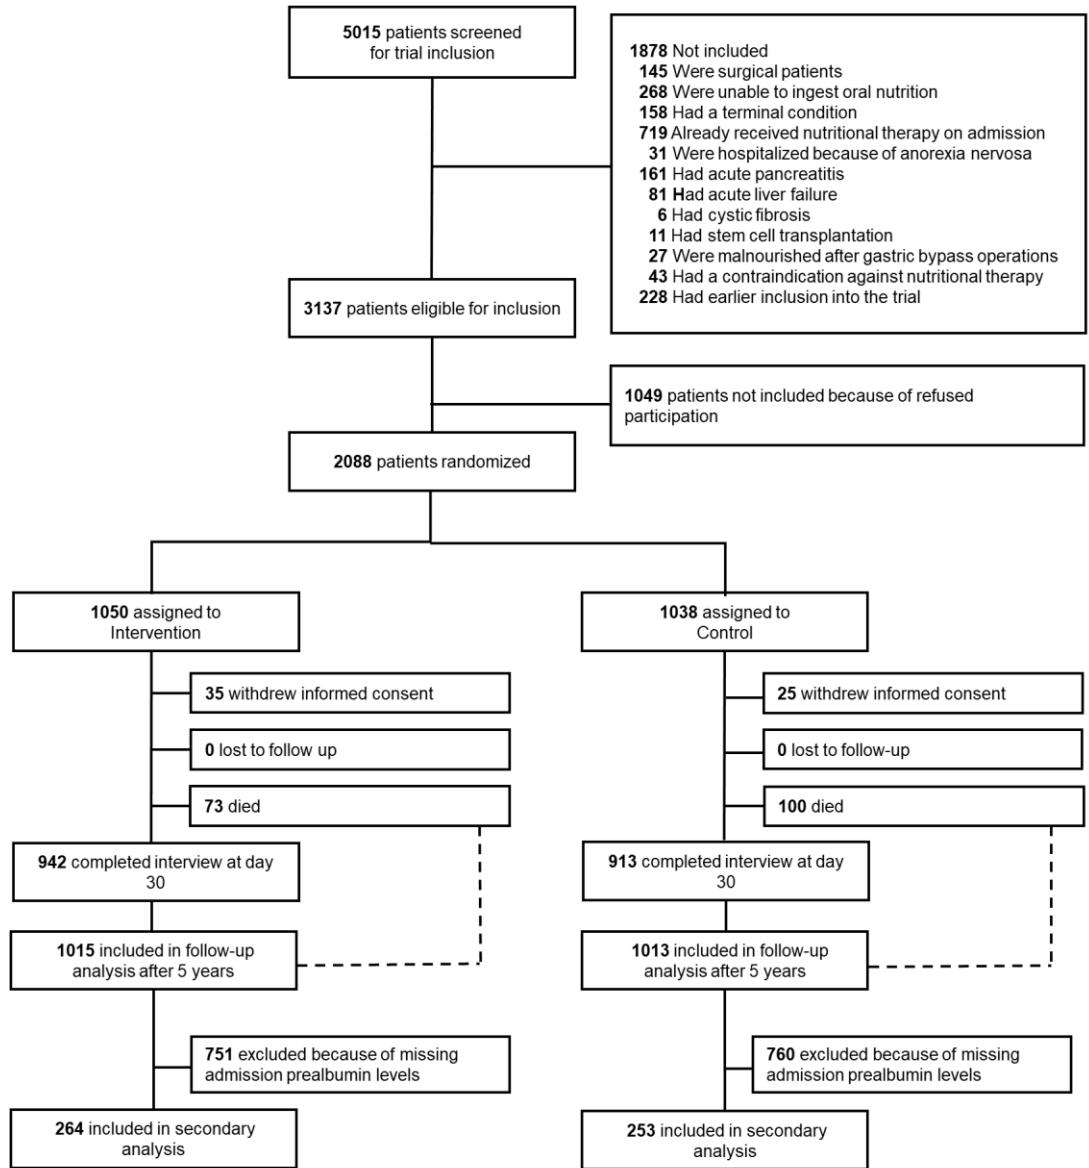 5015 patients screened
for trial inclusion
1878 Not included
145 Were surgical patients
268 Were unable to ingest oral nutrition
158 Had a terminal condition
719 Already received nutritional therapy on admission
31 Were hospitalized because of anorexia nervosa
161 Had acute pancreatitis
81 Had acute liver failure
6 Had cystic fibrosis
11 Had stem cell transplantation
27 Were malnourished after gastric bypass operations
43 Had a contraindication against nutritional therapy
228 Had earlier inclusion into the trial
3137 patients eligible for inclusion
1049 patients not included because of refused
participation
2088 patients randomized
1050 assigned to
Intervention
1038 assigned to
Control
35 withdrew informed consent
25 withdrew informed consent
0 lost to follow up
0 lost to follow-up
73 died
100 died
942 completed interview at day
30
913 completed interview at day
30
1015 included in follow-up
analysis after 5 years
1013 included in follow-up
analysis after 5 years
751 excluded because of missing
admission prealbumin levels
760 excluded because of missing
admission prealbumin levels
264 included in secondary
analysis
253 included in secondary
analysis